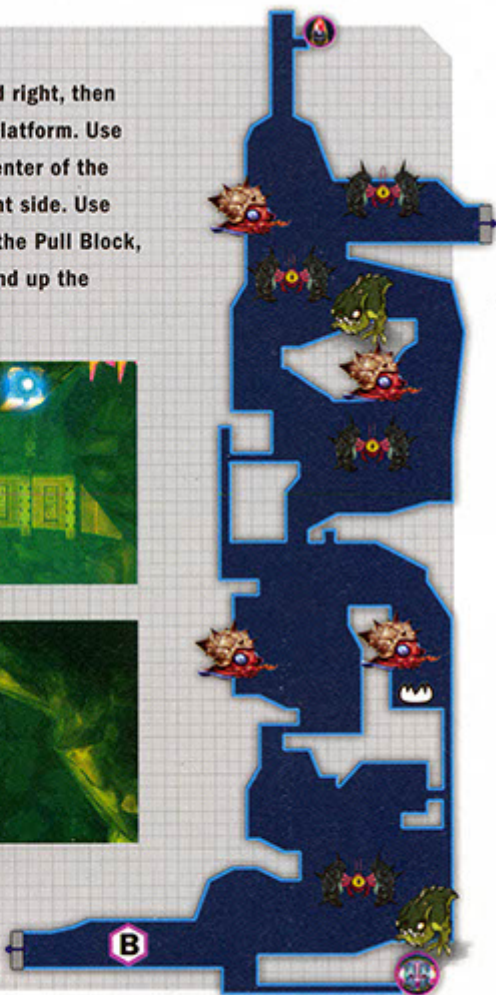 right, then
latform. Use
enter of the
nt side. Use
the Pull Block,
nd up the
B